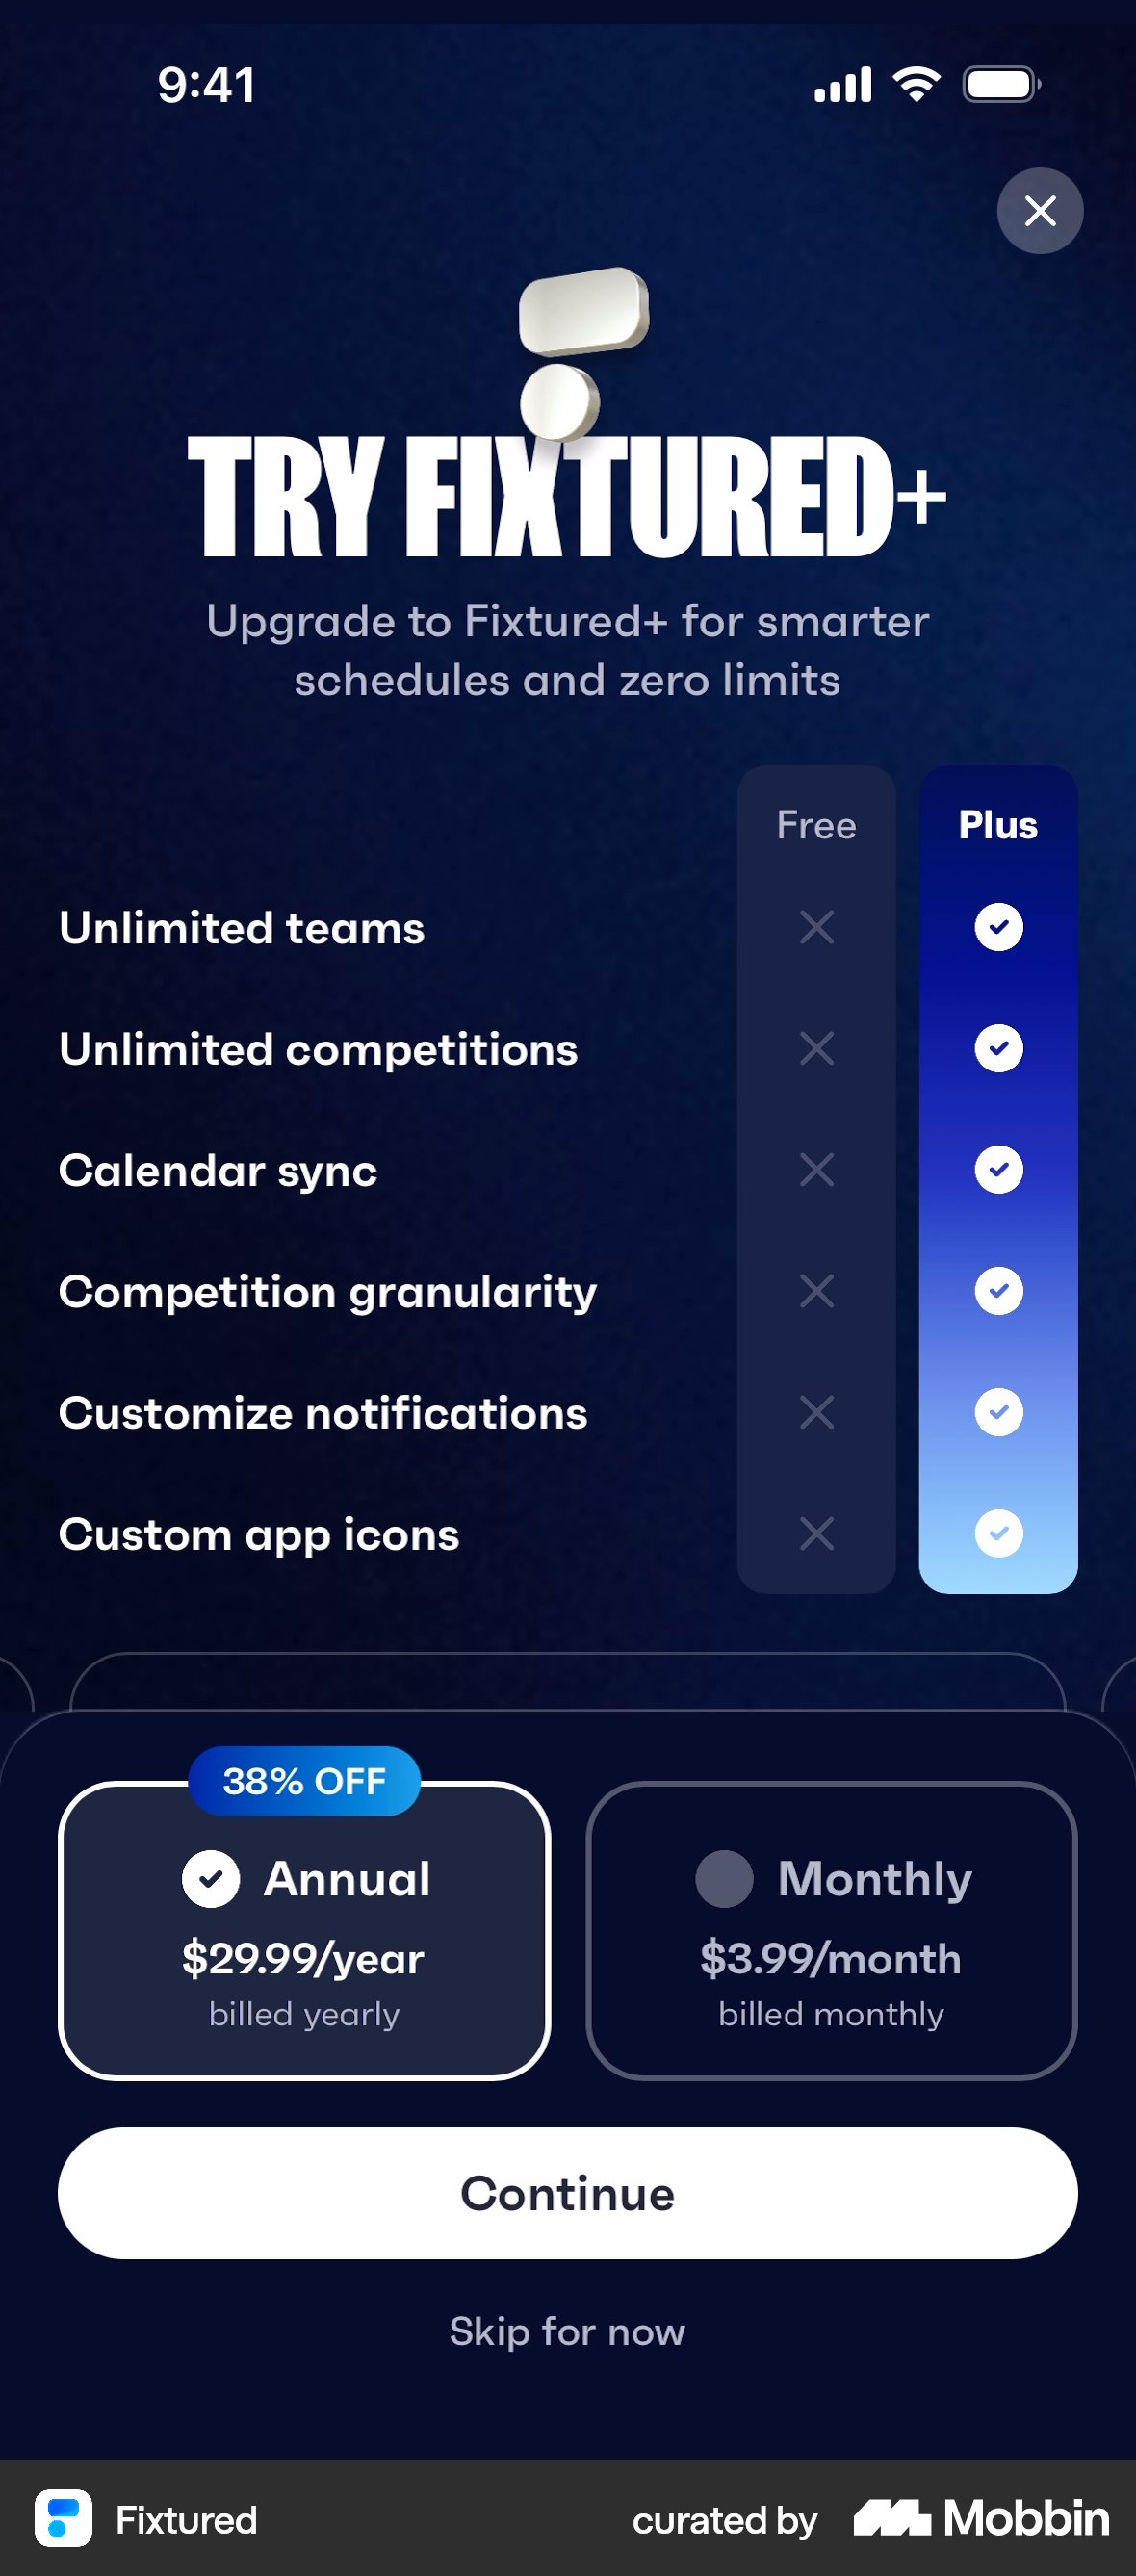 9:41
TRY FIXTURED+
Upgrade to Fixtured+ for smarter
schedules and zero limits
Free Plus
Unlimited teams
Unlimited competitions
Calendar sync
Competition granularity
Customize notifications
Custom app icons
38% OFF
Annual
$29.99/year
billed yearly
Monthly
$3.99/month
billed monthly
Continue
Skip for now
Fixtured
curated by Mobbin